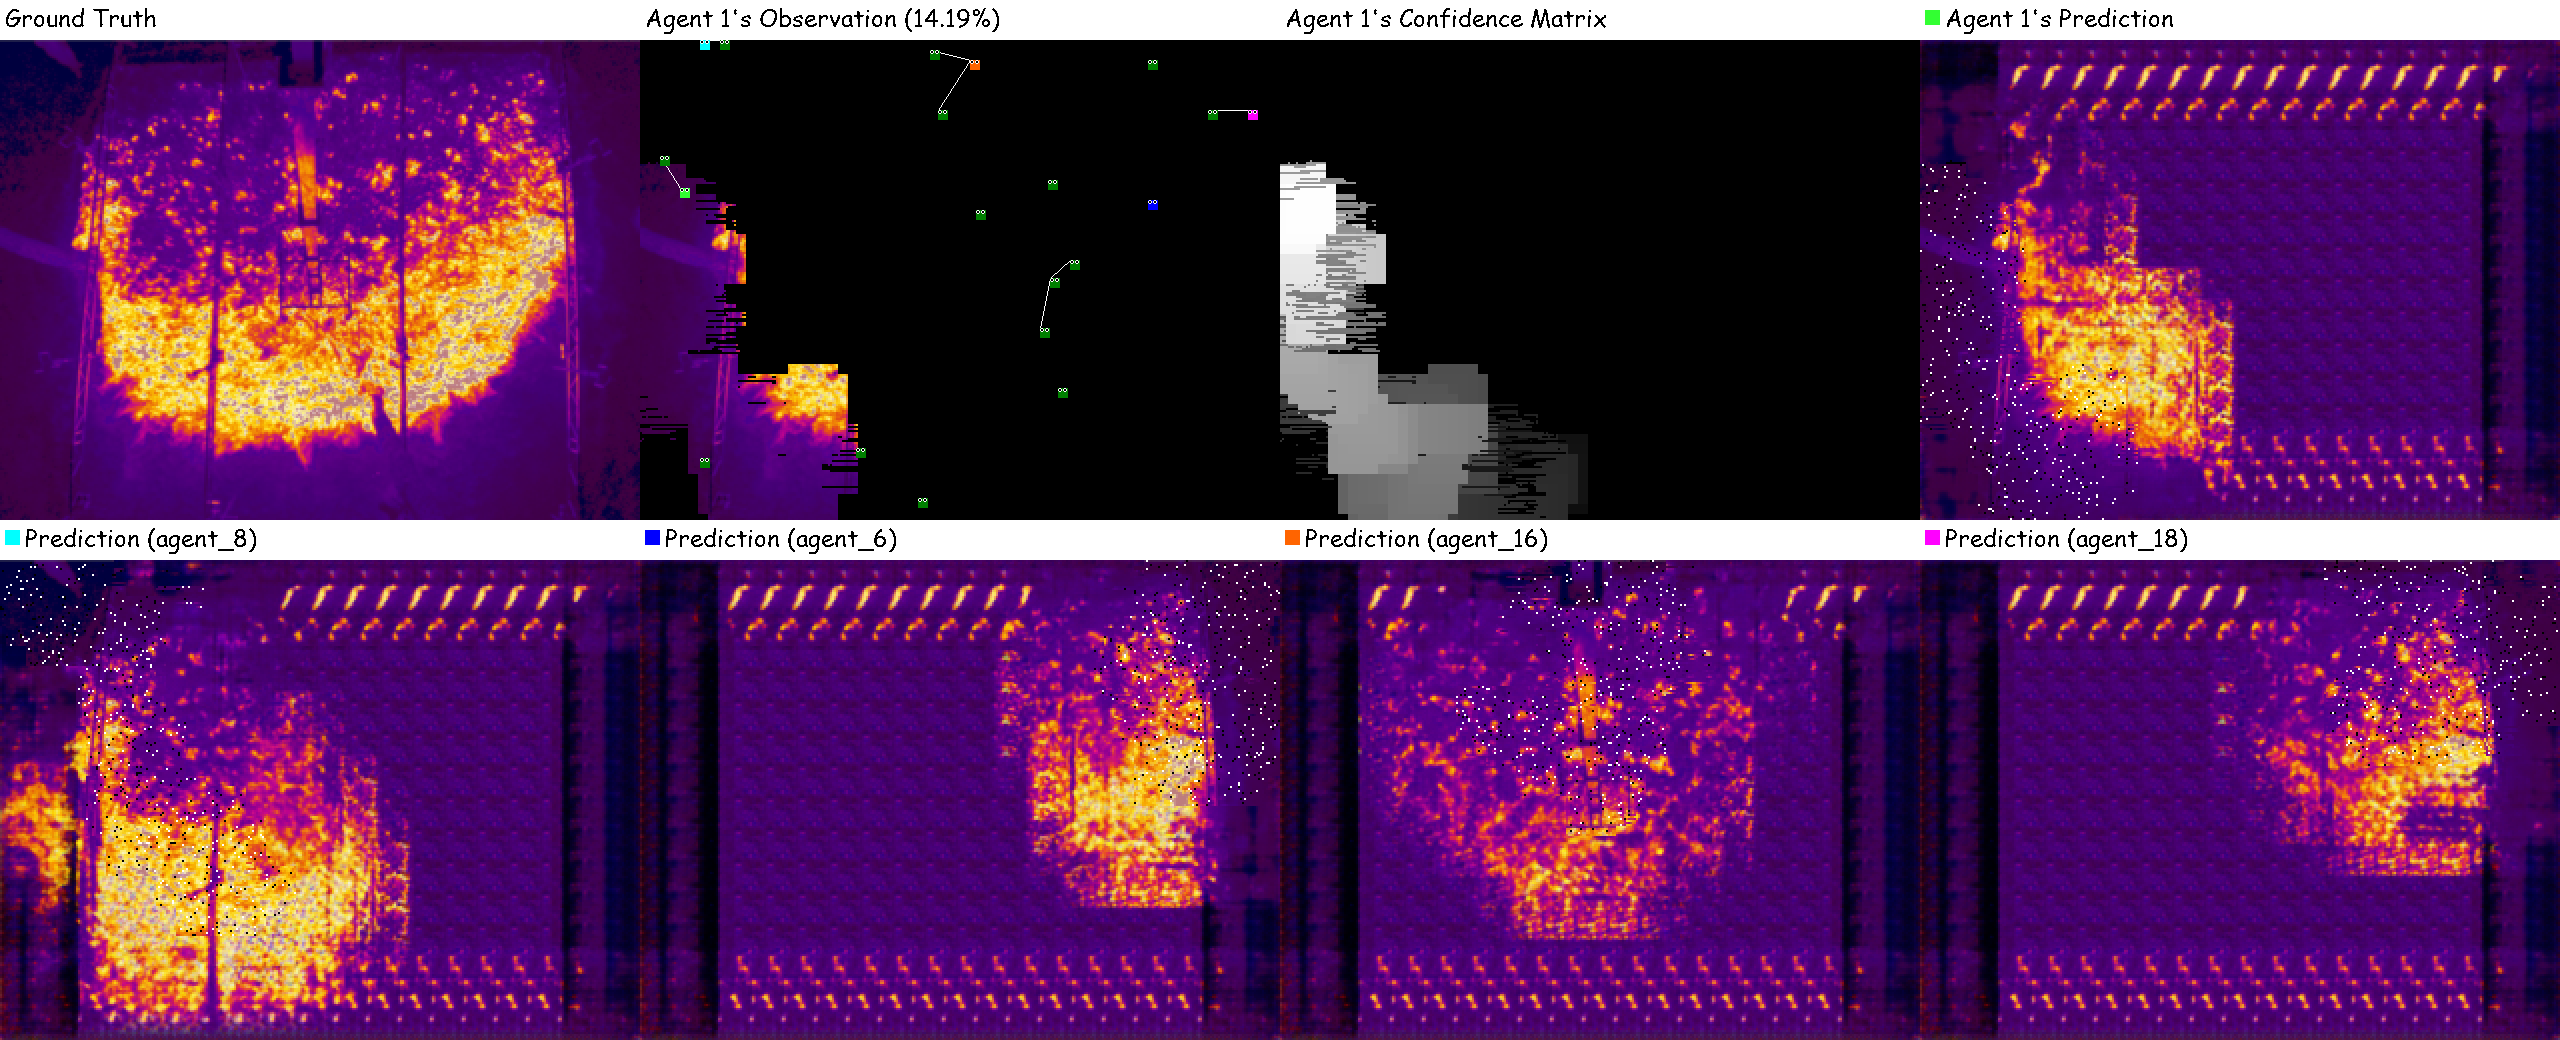 Ground Truth
Agent 1's Observation (14.19%)
Agent 1's Confidence Matrix
Agent 1's Prediction
Prediction (agent_8)
Prediction (agent_6)
Prediction (agent_16)
Prediction (agent_18)